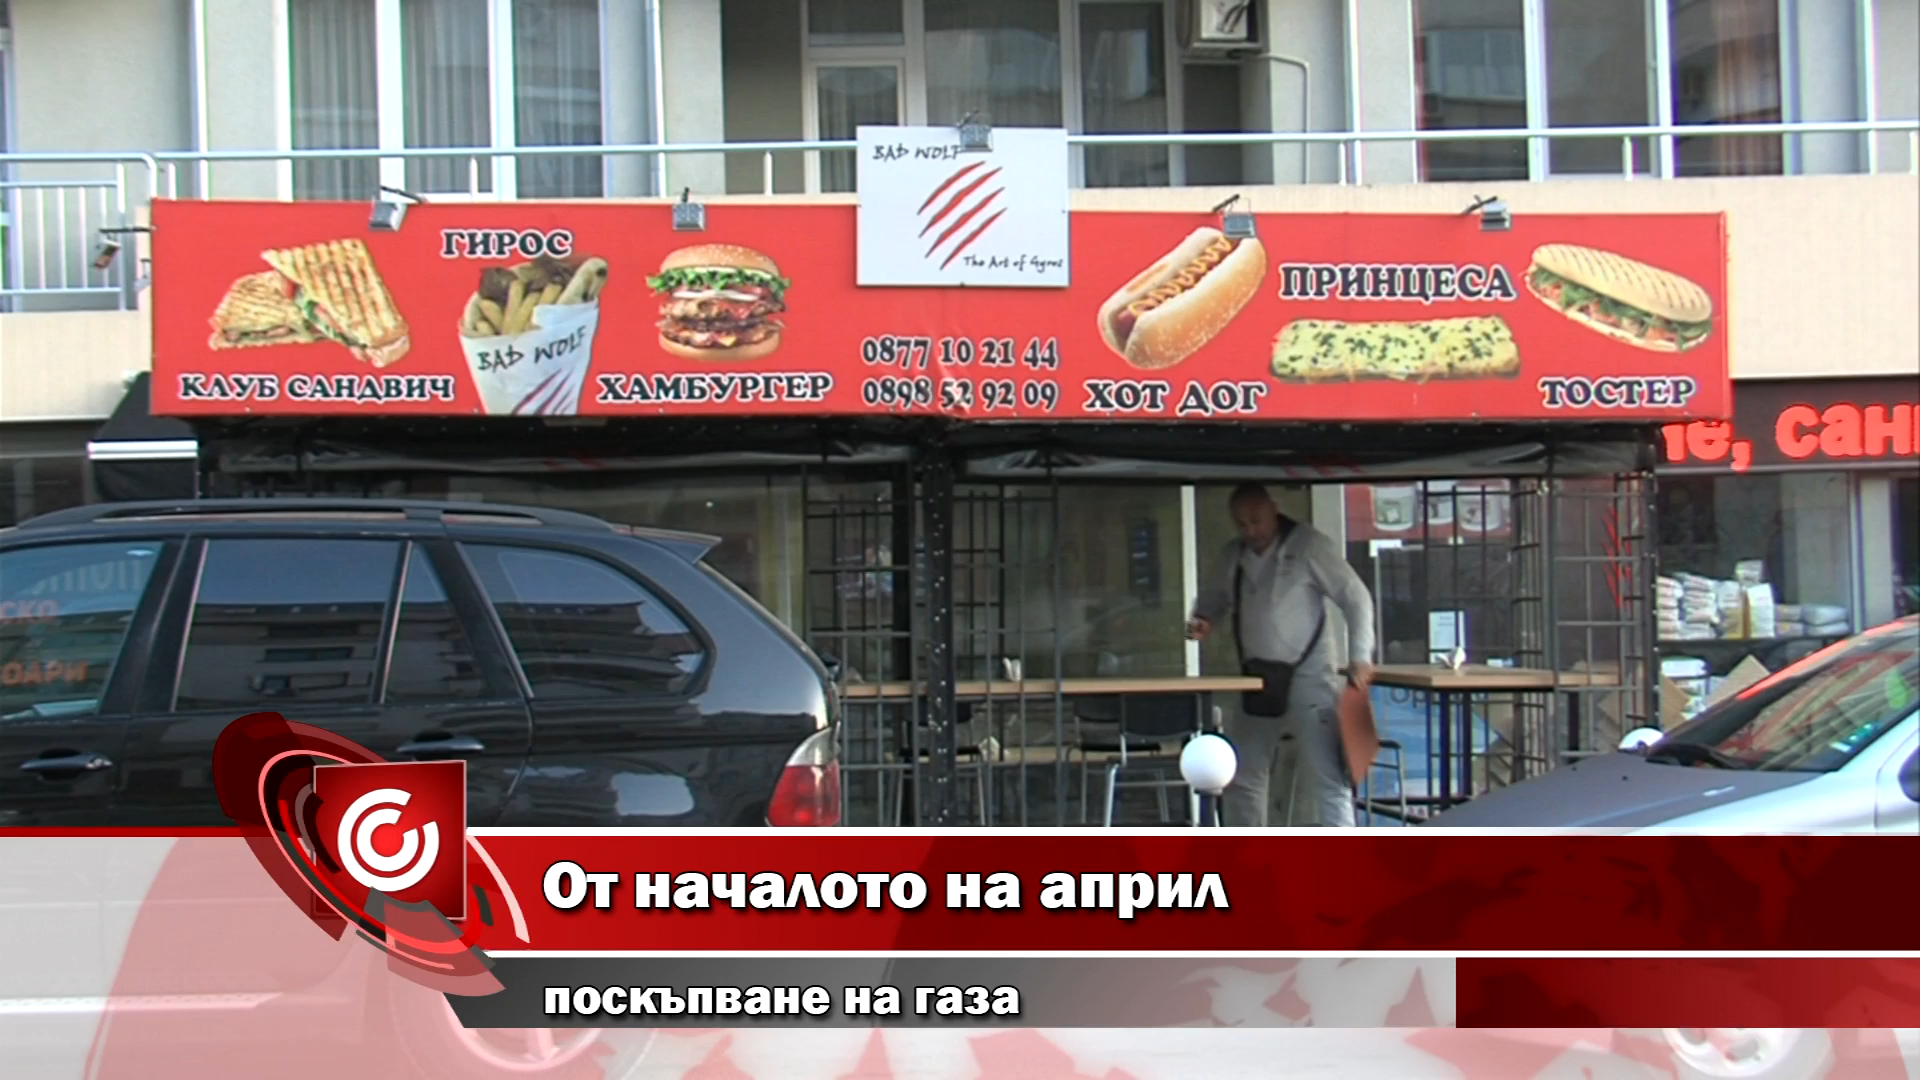 BAD WOLF
The Art of Gyros
ГИРОС
BAD WOLF
КЛУБ САНДВИЧ
ХАМБУРГЕР
0877 10 21 44
0898 52 92 09
ХОТ ДОГ
ПРИНЦЕСА
ТОСТЕР
От началото на април
поскъпване на газа